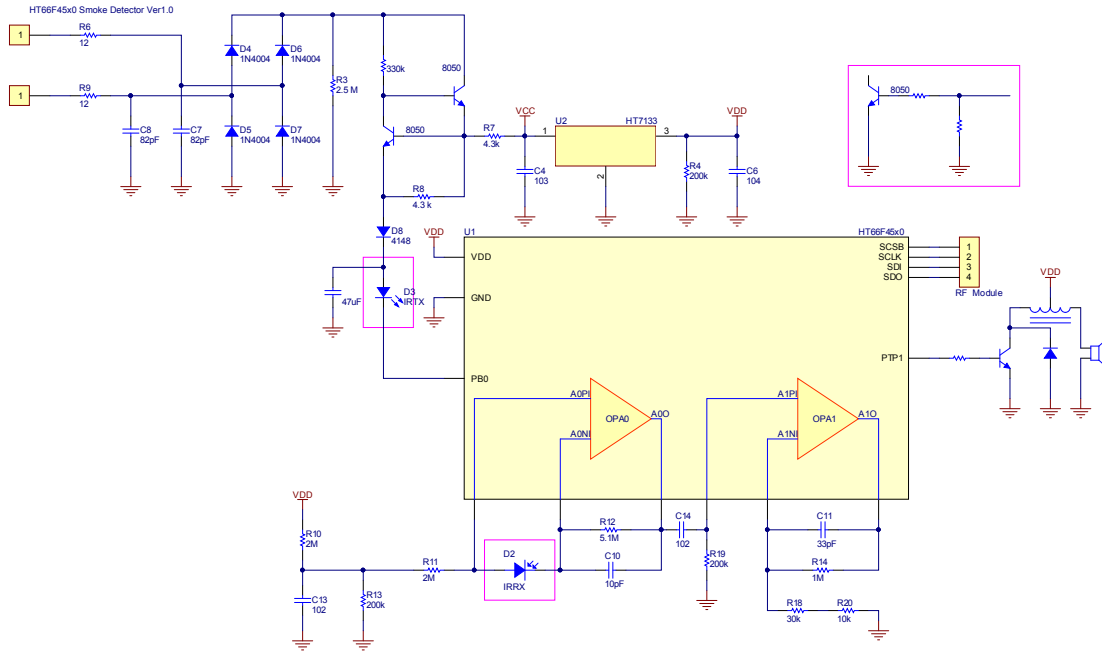 HT66F45x0 Smoke Detector Ver1.0
1
R6
12
1
R9
12
C8
82pF
C7
82pF
D4
1N4004
D6
1N4004
D5
1N4004
D7
1N4004
R3
2.5 M
330k
8050
8050
R7
4.3k
R8
4.3 k
VCC
C4
103
U2
HT7133
1
2
3
VDD
R4
200k
C6
104
8050
D8
4148
D3
IRTX
47uF
VDD
U1
HT66F45x0
VDD
GND
PB0
SCSB
SCLK
SDI
SDO
1
2
3
4
RF Module
PTP1
VDD
A0PI
A0NI
OPA0
A0O
A1PI
A1NI
OPA1
A1O
VDD
R10
2M
C13
102
R13
200k
R11
2M
D2
IRRX
R12
5.1M
C10
10pF
C14
102
R19
200k
C11
33pF
R14
1M
R18
30k
R20
10k